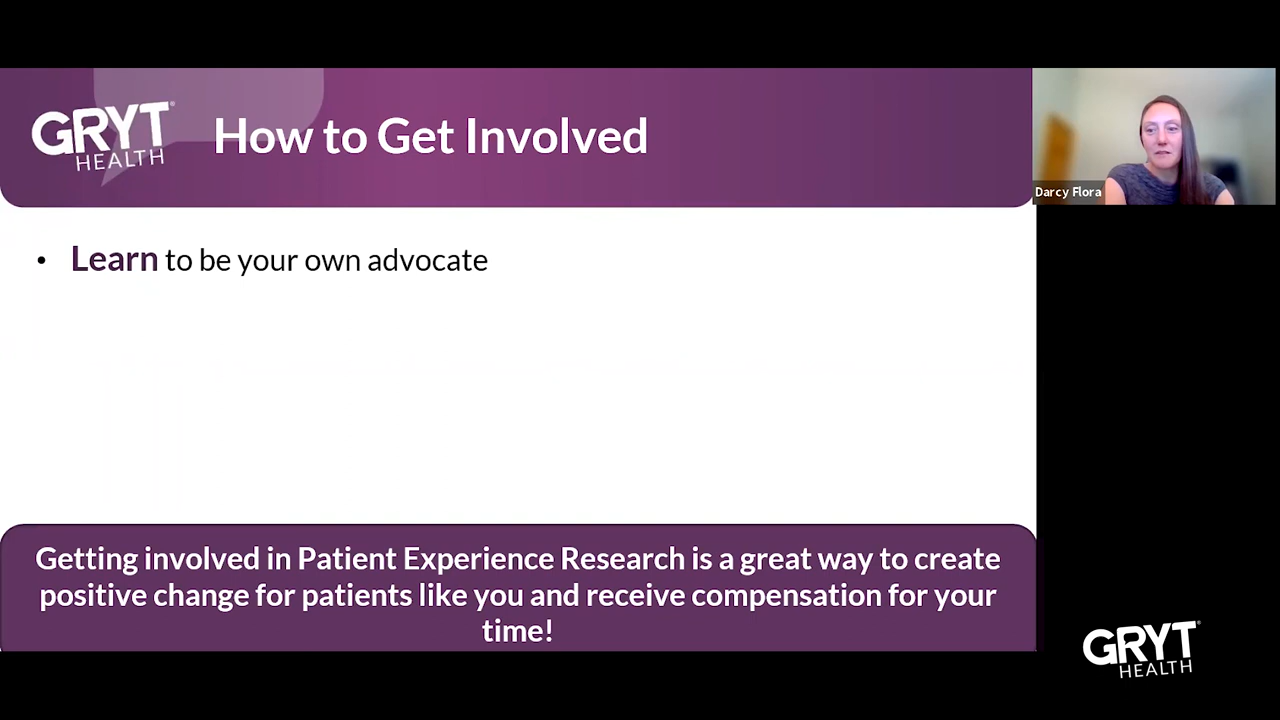 GRYT
HEALTH
How to Get Involved
Darcy Flora
• Learn to be your own advocate
Getting involved in Patient Experience Research is a great way to create
positive change for patients like you and receive compensation for your
time!
GRYT
HEALTH